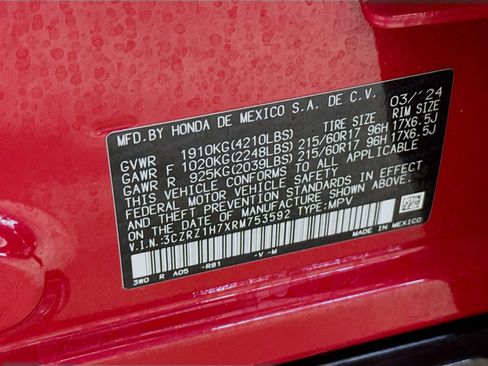 MFD.BY HONDA DE MEXICO S.A. DE C.V. 03/'24
TIRE SIZE RIM SIZE
GVWR 1910KG(4210LBS)
GAWR F 1020KG(2248LBS) 215/60R17 96H 17X6.5J
GAWR R 925KG(2039LBS) 215/60R17 96H 17X6.5J
THIS VEHICLE CONFORMS TO ALL APPLICABLE
FEDERAL MOTOR VEHICLE SAFETY, BUMPER,
AND THEFT PREVENTION STANDARDS IN EFFECT
ON THE DATE OF MANUFACTURE SHOWN ABOVE.
V.I.N.:3CZRZ1H7XRM753592 TYPE:MPV
3W0 R A05 -R81 -V -M MADE IN MEXICO